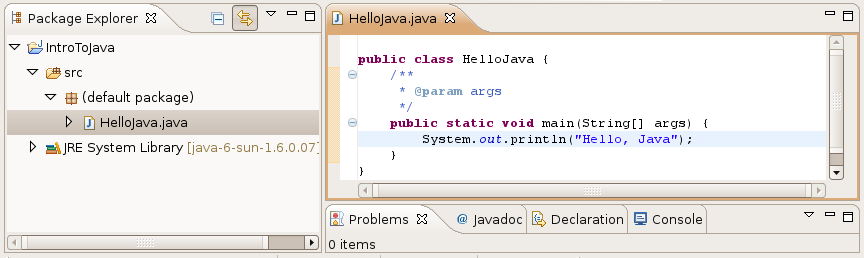 Package Explorer
IntroToJava
src
(default package)
HelloJava.java
JRE System Library [java-6-sun-1.6.0.07]
HelloJava.java
public class HelloJava {
    /**
     * @param args
     */
    public static void main(String[] args) {
        System.out.println("Hello, Java");
    }
}
Problems @ Javadoc Declaration Console
0 items